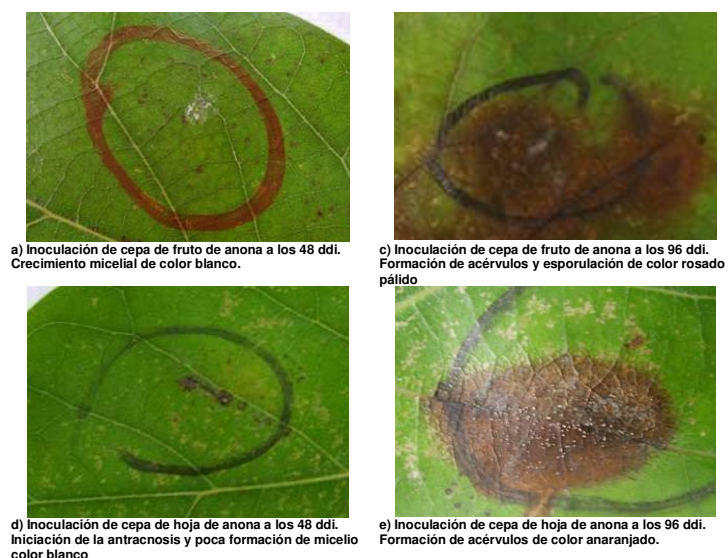 a) Inoculación de cepa de fruto de anona a los 48 ddi.
Crecimiento micelial de color blanco.
c) Inoculación de cepa de fruto de anona a los 96 ddi.
Formación de acérvulos y esporulación de color rosado
pálido
d) Inoculación de cepa de hoja de anona a los 48 ddi.
Iniciación de la antracnosis y poca formación de micelio
color blanco
e) Inoculación de cepa de hoja de anona a los 96 ddi.
Formación de acérvulos de color anaranjado.